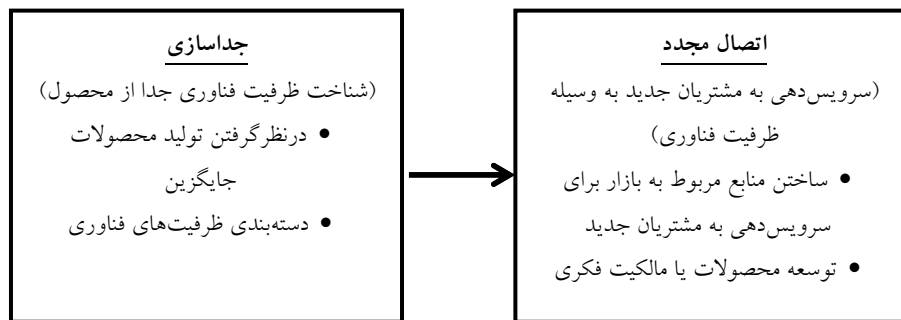 جداسازی
(شناخت ظرفیت فناوری جدا از محصول)
• درنظرگرفتن تولید محصولات
جایگزین
• دسته‌بندی ظرفیت‌های فناوری
اتصال مجدد
(سرویس‌دهی به مشتریان جدید به وسیله
ظرفیت فناوری)
• ساختن منابع مربوط به بازار برای
سرویس‌دهی به مشتریان جدید
• توسعه محصولات یا مالکیت فکری